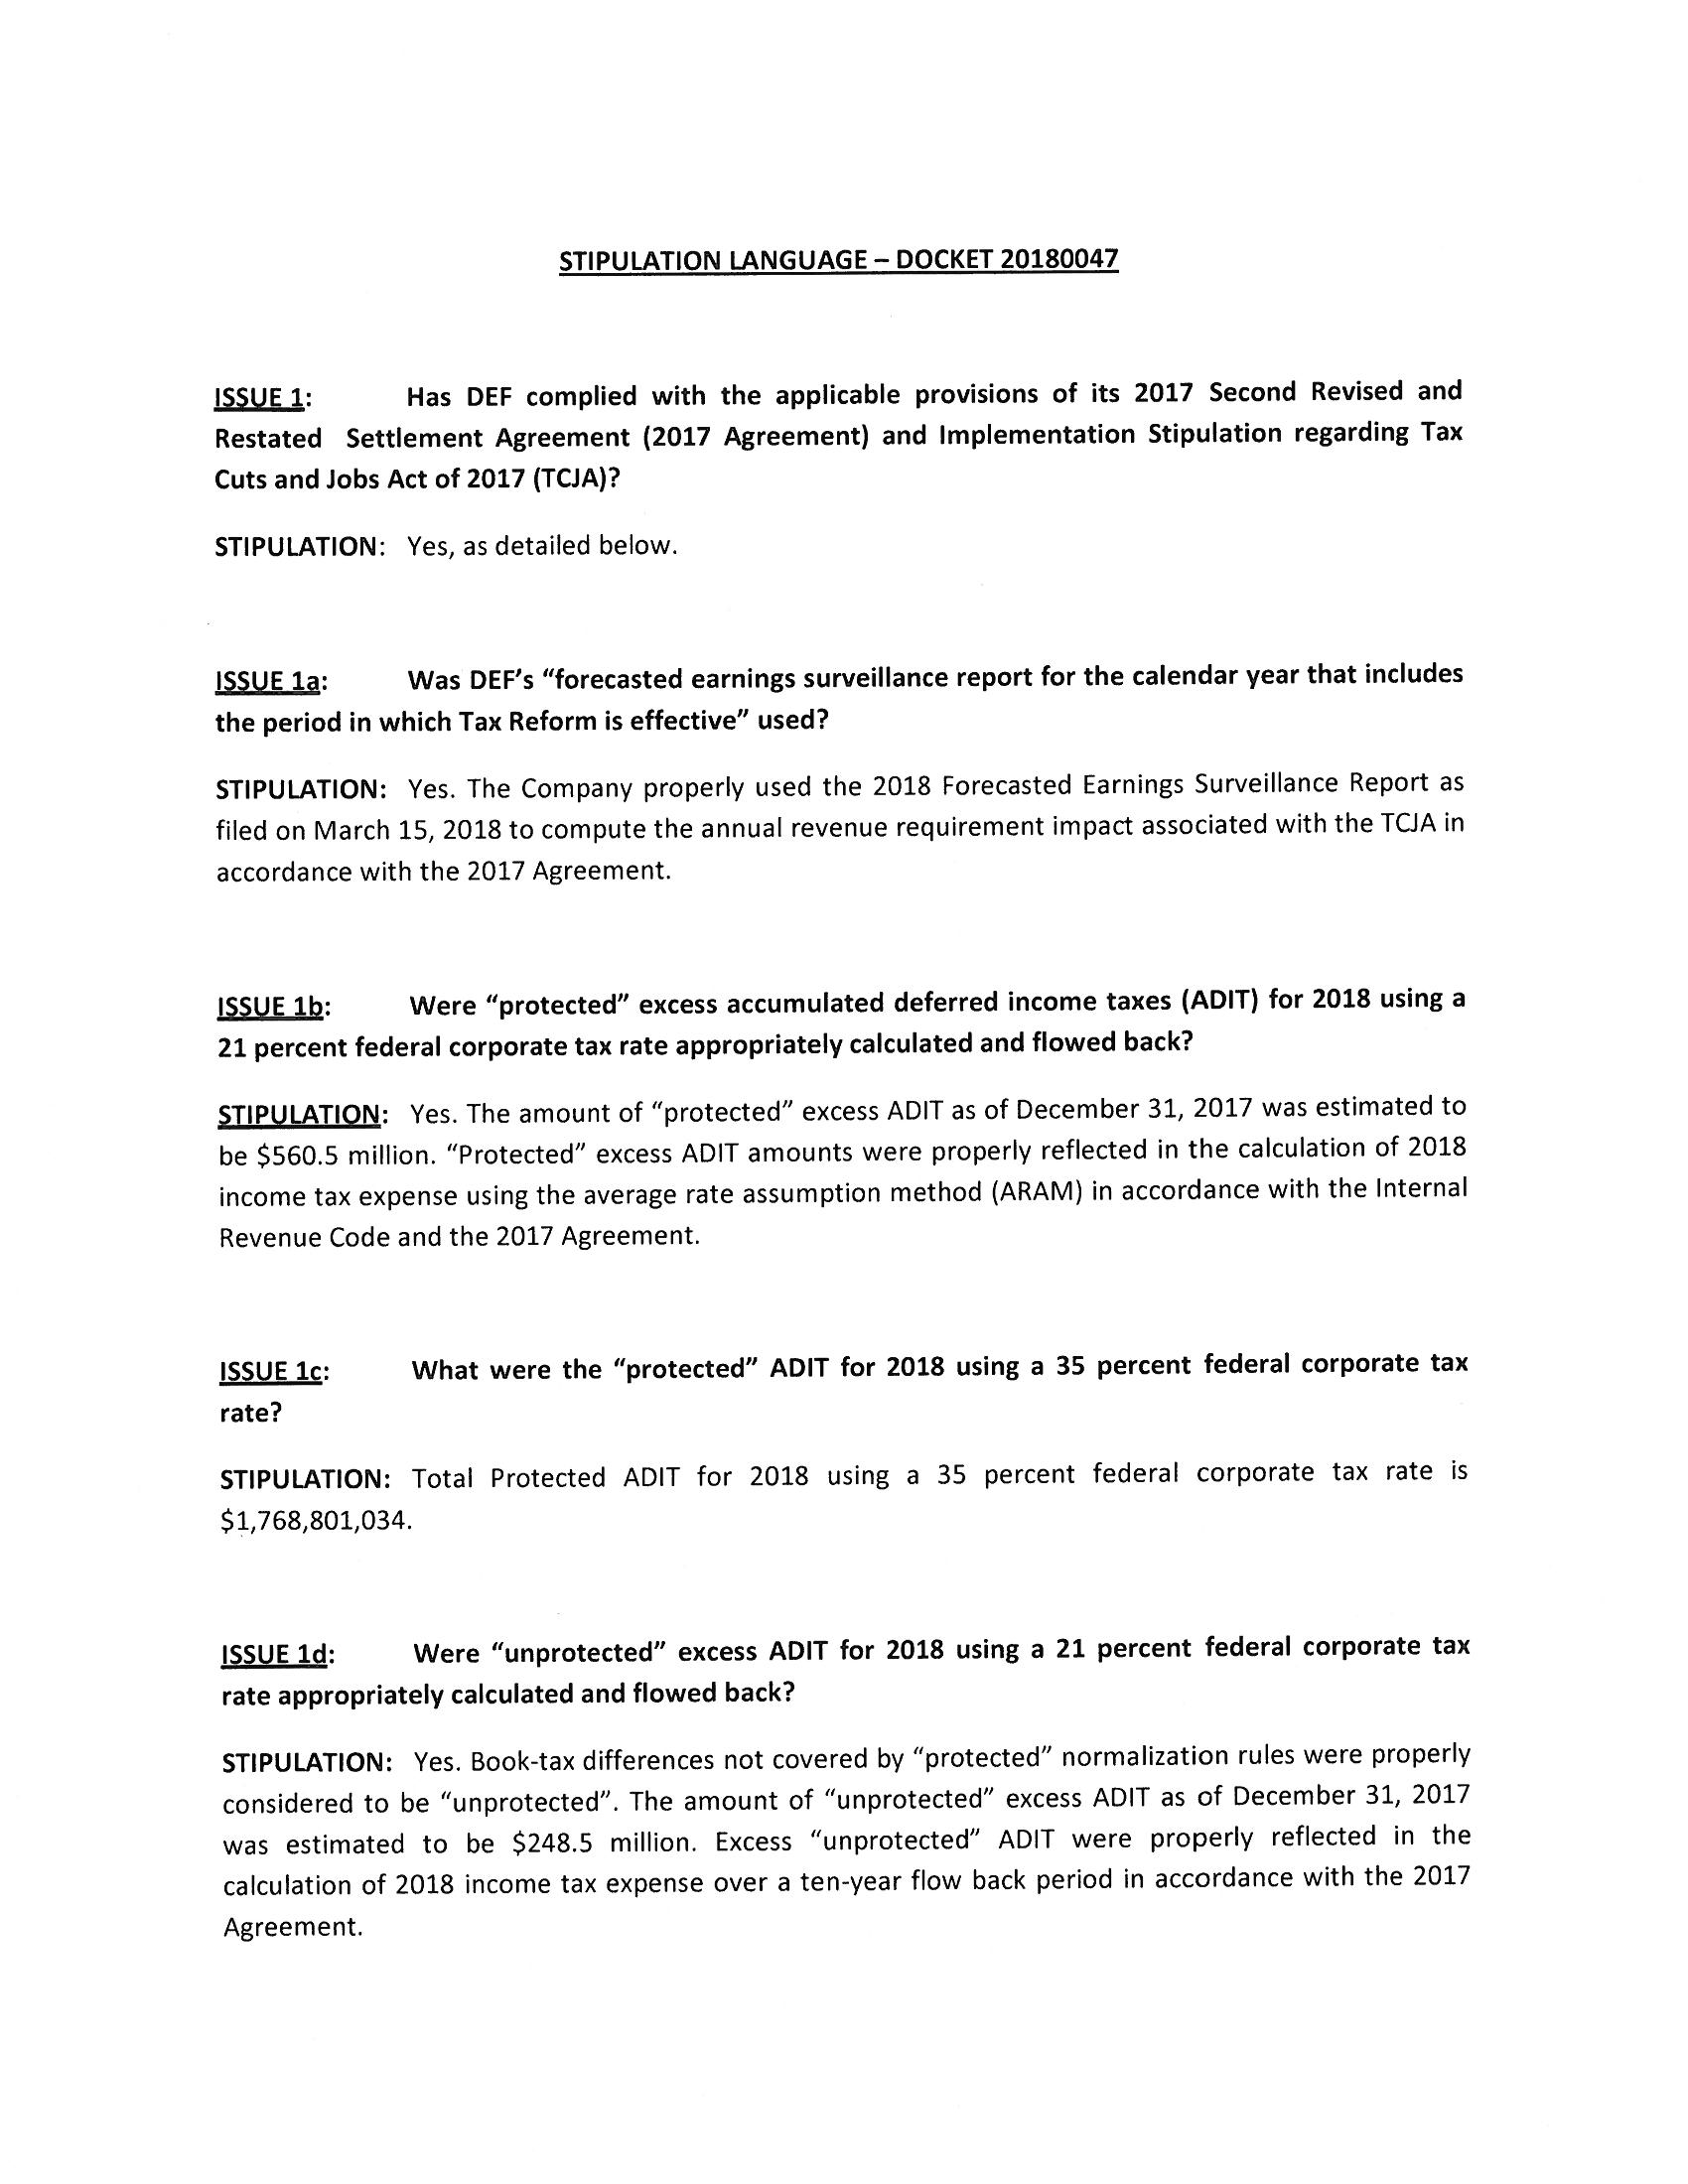 STIPULATION LANGUAGE – DOCKET 20180047
ISSUE 1: Has DEF complied with the applicable provisions of its 2017 Second Revised and
Restated Settlement Agreement (2017 Agreement) and Implementation Stipulation regarding Tax
Cuts and Jobs Act of 2017 (TCJA)?
STIPULATION: Yes, as detailed below.
ISSUE 1a: Was DEF’s “forecasted earnings surveillance report for the calendar year that includes
the period in which Tax Reform is effective” used?
STIPULATION: Yes. The Company properly used the 2018 Forecasted Earnings Surveillance Report as
filed on March 15, 2018 to compute the annual revenue requirement impact associated with the TCJA in
accordance with the 2017 Agreement.
ISSUE 1b: Were “protected” excess accumulated deferred income taxes (ADIT) for 2018 using a
21 percent federal corporate tax rate appropriately calculated and flowed back?
STIPULATION: Yes. The amount of “protected” excess ADIT as of December 31, 2017 was estimated to
be $560.5 million. “Protected” excess ADIT amounts were properly reflected in the calculation of 2018
income tax expense using the average rate assumption method (ARAM) in accordance with the Internal
Revenue Code and the 2017 Agreement.
ISSUE 1c: What were the “protected” ADIT for 2018 using a 35 percent federal corporate tax
rate?
STIPULATION: Total Protected ADIT for 2018 using a 35 percent federal corporate tax rate is
$1,768,801,034.
ISSUE 1d: Were “unprotected” excess ADIT for 2018 using a 21 percent federal corporate tax
rate appropriately calculated and flowed back?
STIPULATION: Yes. Book-tax differences not covered by “protected” normalization rules were properly
considered to be “unprotected”. The amount of “unprotected” excess ADIT as of December 31, 2017
was estimated to be $248.5 million. Excess “unprotected” ADIT were properly reflected in the
calculation of 2018 income tax expense over a ten-year flow back period in accordance with the 2017
Agreement.